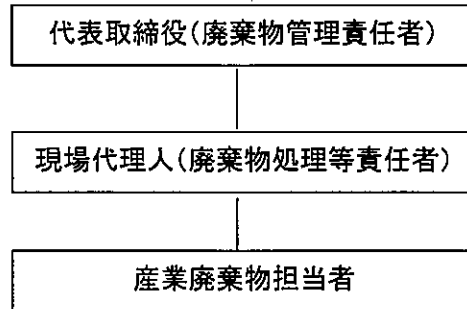 代表取締役(廃棄物管理責任者)
現場代理人(廃棄物処理等責任者)
産業廃棄物担当者